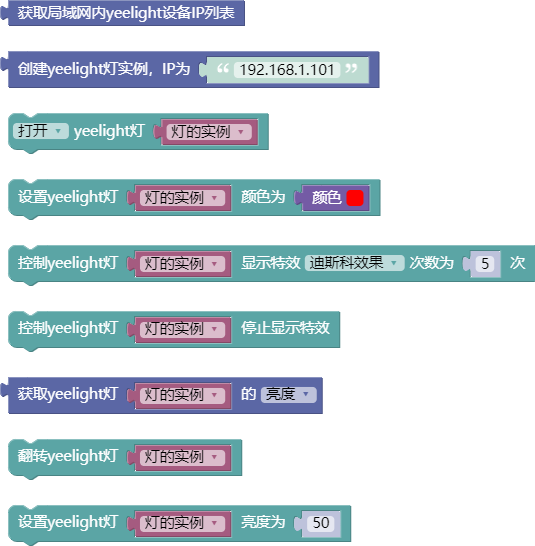 获取局域网内yeelight设备IP列表
创建yeelight灯实例，IP为 “ 192.168.1.101 ”
打开 yeelight灯 灯的实例
设置yeelight灯 灯的实例 颜色为 颜色
控制yeelight灯 灯的实例 显示特效 迪斯科效果 次数为 5 次
控制yeelight灯 灯的实例 停止显示特效
获取yeelight灯 灯的实例 的 亮度
翻转yeelight灯 灯的实例
设置yeelight灯 灯的实例 亮度为 50